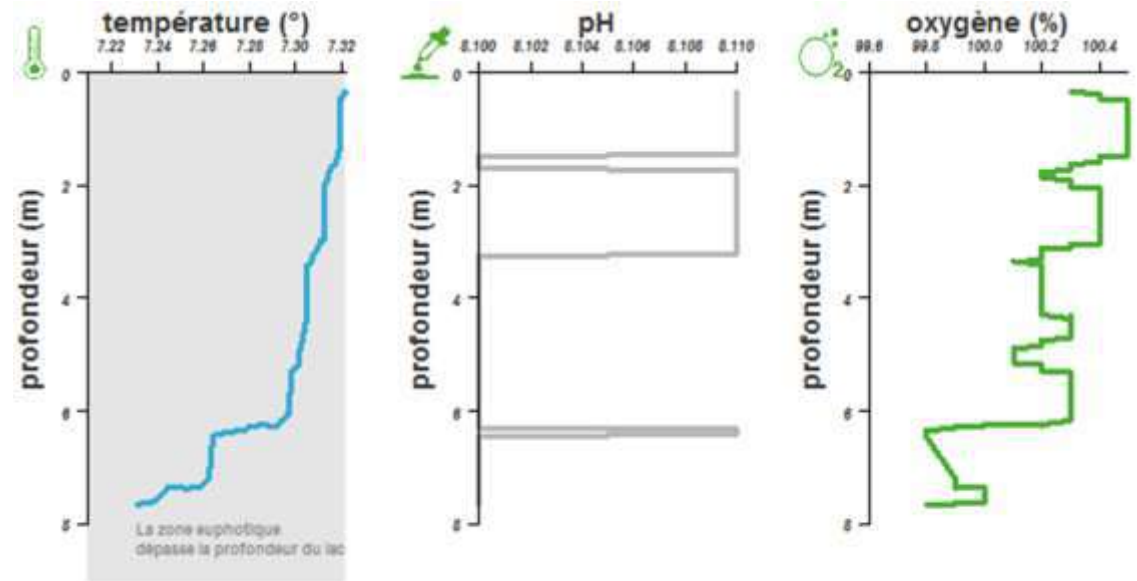 température (°)
7.22 7.24 7.26 7.30 7.32
pH
8.100 8.102 8.104 8.106 8.108 8.110
oxygène (%)
99.6 99.8 100.0 100.2 100.4
2
profondeur (m)
0
2
4
6
8
La zone euphotique
dépasse la profondeur du lac
profondeur (m)
0
2
4
6
8
profondeur (m)
0
2
4
6
8